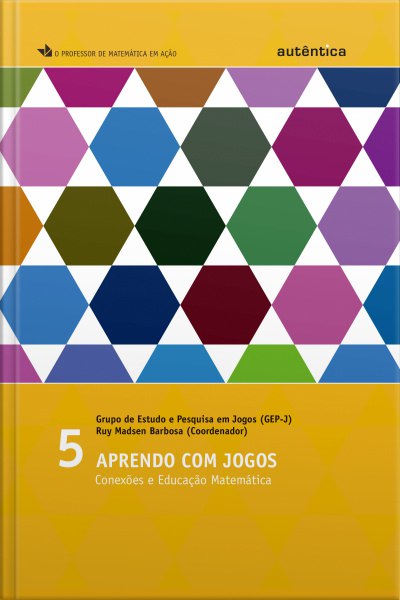 O PROFESSOR DE MATEMÁTICA EM AÇÃO
autêntica
Grupo de Estudo e Pesquisa em Jogos (GEP-J)
Ruy Madsen Barbosa (Coordenador)
5 APRENDO COM JOGOS
Conexões e Educação Matemática